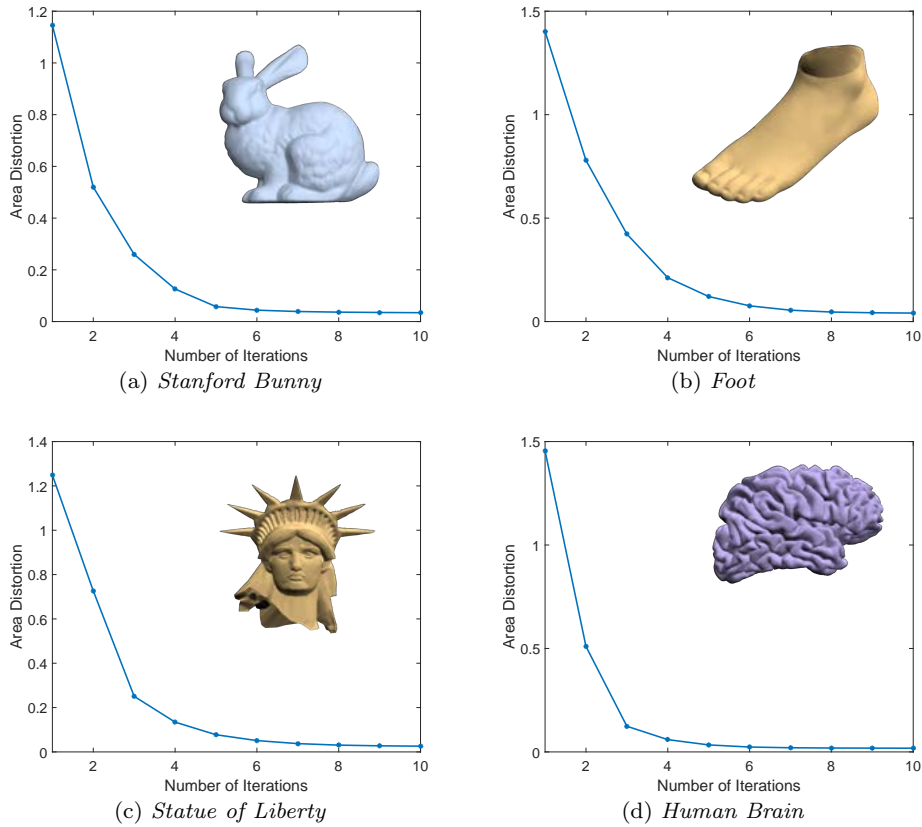 1.2
1
0.8
0.6
0.4
0.2
0
Area Distortion
2 4 6 8 10
Number of Iterations
(a) Stanford Bunny
1.5
1
0.5
0
Area Distortion
2 4 6 8 10
Number of Iterations
(b) Foot
1.4
1.2
1
0.8
0.6
0.4
0.2
0
Area Distortion
2 4 6 8 10
Number of Iterations
(c) Statue of Liberty
1.5
1
0.5
0
Area Distortion
2 4 6 8 10
Number of Iterations
(d) Human Brain